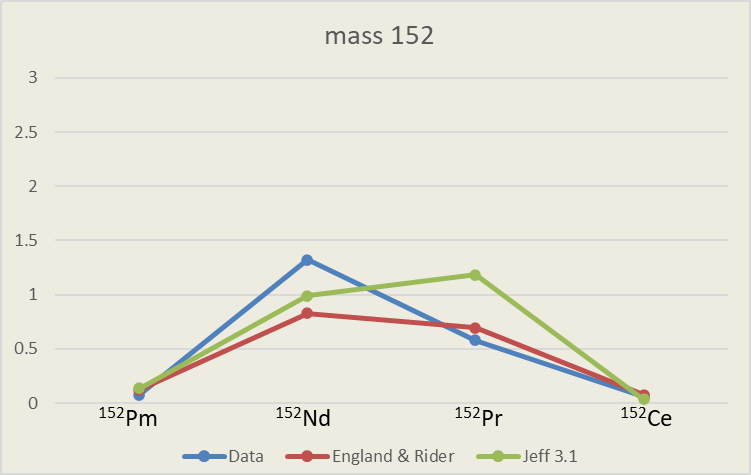 mass 152
3
2.5
2
1.5
1
0.5
0
¹⁵²Pm ¹⁵²Nd ¹⁵²Pr ¹⁵²Ce
Data England & Rider Jeff 3.1